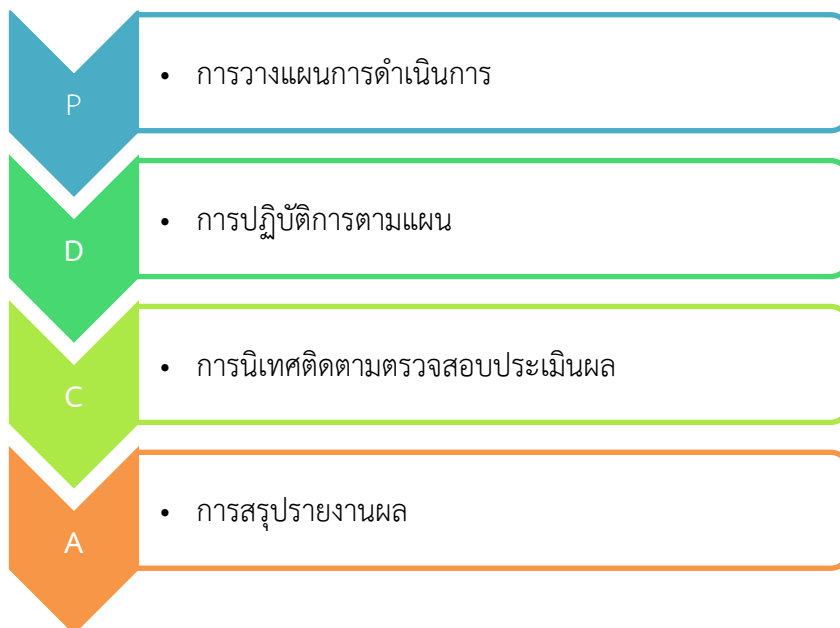 P
• การวางแผนการดำเนินการ
D
• การปฏิบัติการตามแผน
C
• การนิเทศติดตามตรวจสอบประเมินผล
A
• การสรุปรายงานผล